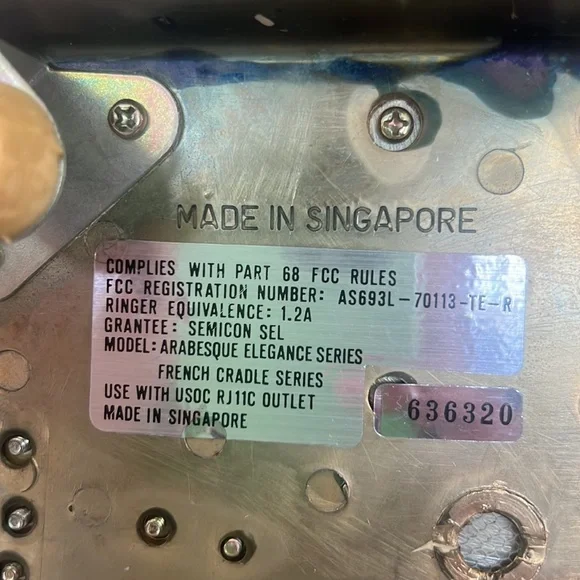 MADE IN SINGAPORE
COMPLIES WITH PART 68 FCC RULES
FCC REGISTRATION NUMBER: AS693L-70113-TE-R
RINGER EQUIVALENCE: 1.2A
GRANTEE: SEMICON SEL
MODEL: ARABESQUE ELEGANCE SERIES
FRENCH CRADLE SERIES
USE WITH USOC RJ11C OUTLET
MADE IN SINGAPORE
636320